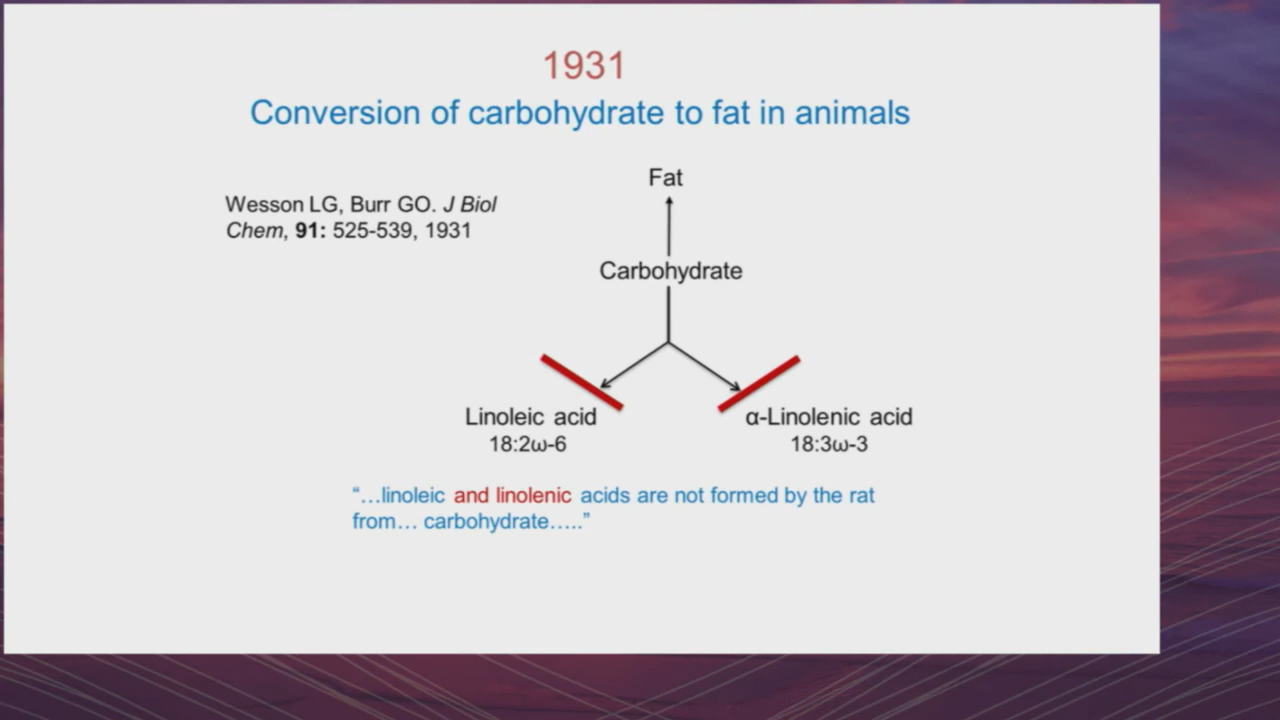 1931
Conversion of carbohydrate to fat in animals
Fat
Wesson LG, Burr GO. J Biol
Chem, 91: 525-539, 1931
Carbohydrate
Linoleic acid
18:2ω-6
α-Linolenic acid
18:3ω-3
“…linoleic and linolenic acids are not formed by the rat
from… carbohydrate…..”